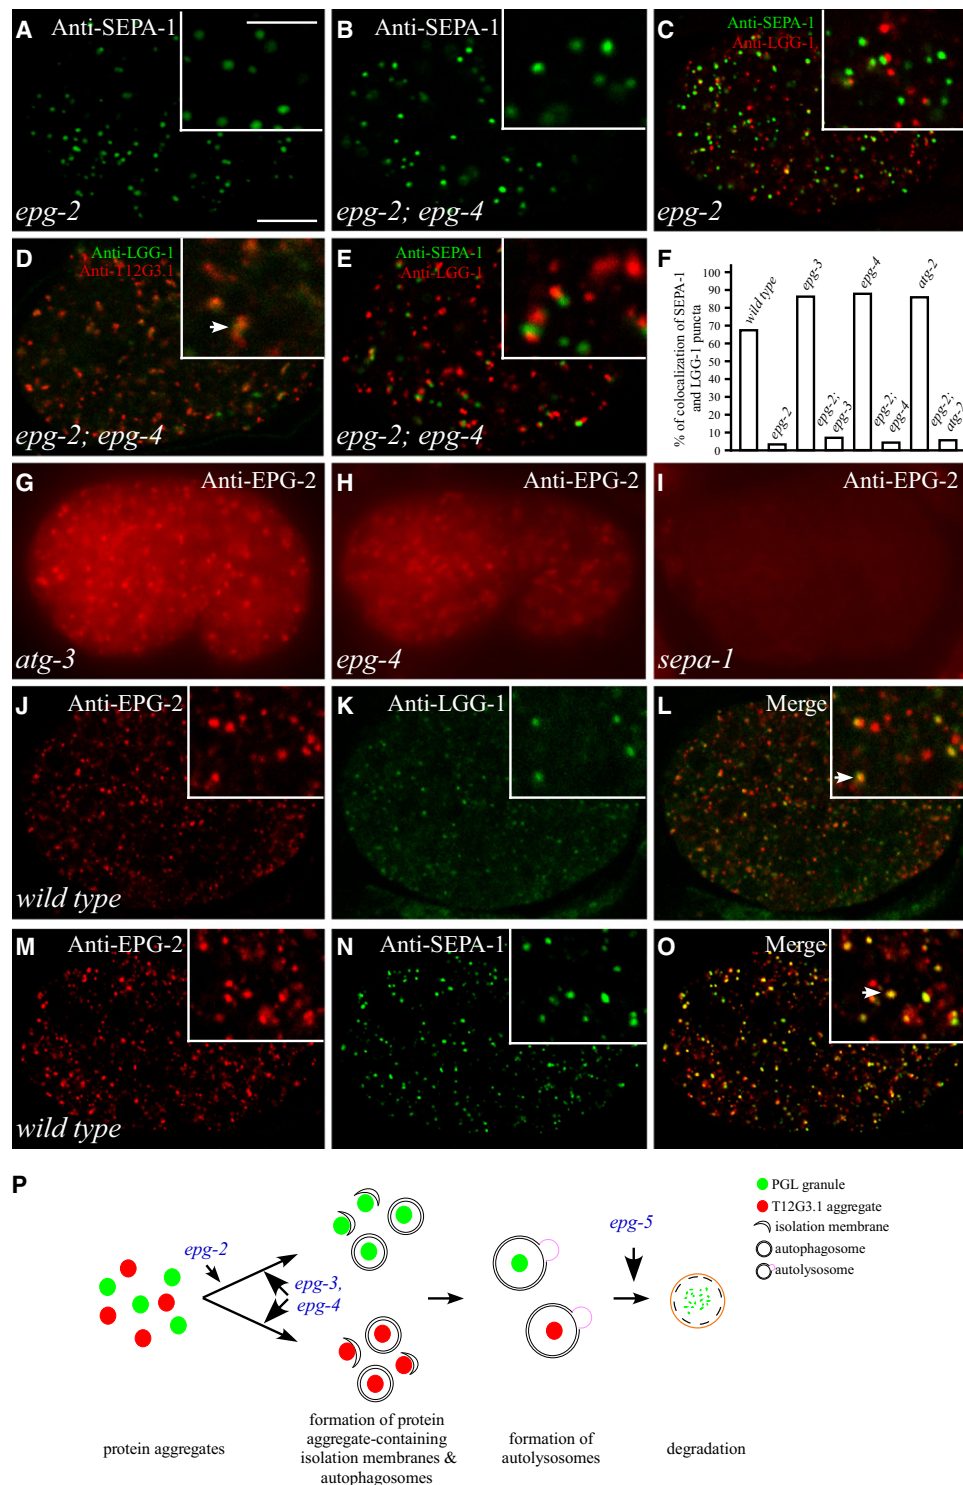 A Anti-SEPA-1
epg-2
B Anti-SEPA-1
epg-2; epg-4
C Anti-SEPA-1
Anti-LGG-1
epg-2
D Anti-LGG-1
Anti-T12G3.1
epg-2; epg-4
E Anti-SEPA-1
Anti-LGG-1
epg-2; epg-4
F
% of colocalization of SEPA-1
and LGG-1 puncta
100
90
80
70
60
50
40
30
20
10
0
wild type
epg-2
epg-3
epg-2;
epg-3
epg-4
epg-2;
epg-4
atg-2
epg-2;
atg-2
G Anti-EPG-2
atg-3
H Anti-EPG-2
epg-4
I Anti-EPG-2
sepa-1
J Anti-EPG-2
wild type
K Anti-LGG-1
L Merge
M Anti-EPG-2
wild type
N Anti-SEPA-1
O Merge
P
epg-2
epg-3,
epg-4
epg-5
PGL granule
T12G3.1 aggregate
isolation membrane
autophagosome
autolysosome
protein aggregates
formation of protein
aggregate-containing
isolation membranes &
autophagosomes
formation of
autolysosomes
degradation